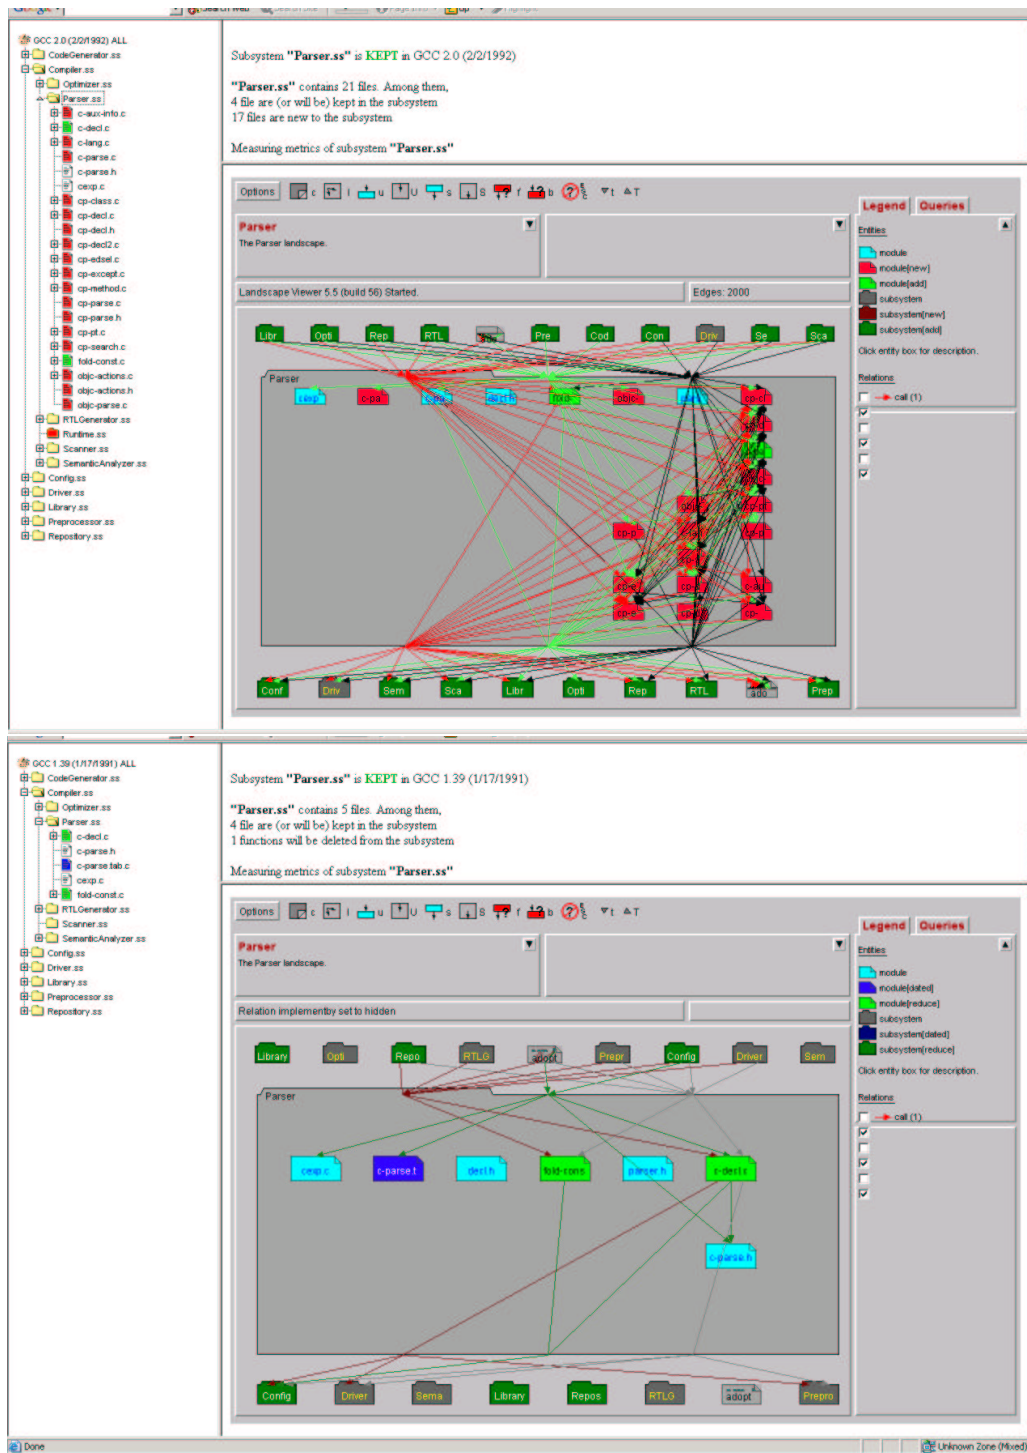 Search Web
GCC 2.0 (2/2/1992) ALL
CodeGenerator.ss
Compiler.ss
Optimizer.ss
Parser.ss
c-aux-info.c
c-decl.c
c-lang.c
c-parse.c
c-parse.h
cexp.c
cp-class.c
cp-decl.c
cp-decl.h
cp-decl2.c
cp-edsel.c
cp-except.c
cp-method.c
cp-parse.c
cp-parse.h
cp-pt.c
cp-search.c
fold-const.c
objc-actions.c
objc-actions.h
objc-parse.c
RTLGenerator.ss
Runtime.ss
Scanner.ss
SemanticAnalyzer.ss
Config.ss
Driver.ss
Library.ss
Preprocessor.ss
Repository.ss
Subsystem "Parser.ss" is KEPT in GCC 2.0 (2/2/1992)
"Parser.ss" contains 21 files. Among them,
4 file are (or will be) kept in the subsystem
17 files are new to the subsystem
Measuring metrics of subsystem "Parser.ss"
Options c l u U s S f b t T
Parser
The Parser landscape.
Landscape Viewer 5.5 (build 56) Started.
Edges: 2000
Legend Queries
Entities
module
module[new]
module[add]
subsystem
subsystem[new]
subsystem[add]
Click entity box for description.
Relations
call (1)
Libr Opti Rep RTL Pre Cod Con Driv Se Sca
Parser
cexp c-pa c-pa decl.h fold- objc- cp-cl
cp-p
cp-e
Conf Driv Sem Sca Libr Opti Rep RTL ado Prep
GCC 1.39 (1/17/1991) ALL
CodeGenerator.ss
Compiler.ss
Optimizer.ss
Parser.ss
c-decl.c
c-parse.h
c-parse.tab.c
cexp.c
fold-const.c
RTLGenerator.ss
Scanner.ss
SemanticAnalyzer.ss
Config.ss
Driver.ss
Library.ss
Preprocessor.ss
Repository.ss
Subsystem "Parser.ss" is KEPT in GCC 1.39 (1/17/1991)
"Parser.ss" contains 5 files. Among them,
4 file are (or will be) kept in the subsystem
1 functions will be deleted from the subsystem
Measuring metrics of subsystem "Parser.ss"
Options c l u U s S f b t T
Parser
The Parser landscape.
Relation implementby set to hidden
Legend Queries
Entities
module
module[dated]
module[reduce]
subsystem
subsystem[dated]
subsystem[reduce]
Click entity box for description.
Relations
call (1)
Library Opti Repo RTLG adopt Prepr Config Driver Sem
Parser
cexp.c c-parse.t decl.h fold-cons parser.h c-decl.c
c-parse.h
Config Driver Sema Library Repos RTLG adopt Prepro
Done
Unknown Zone (Mixed)